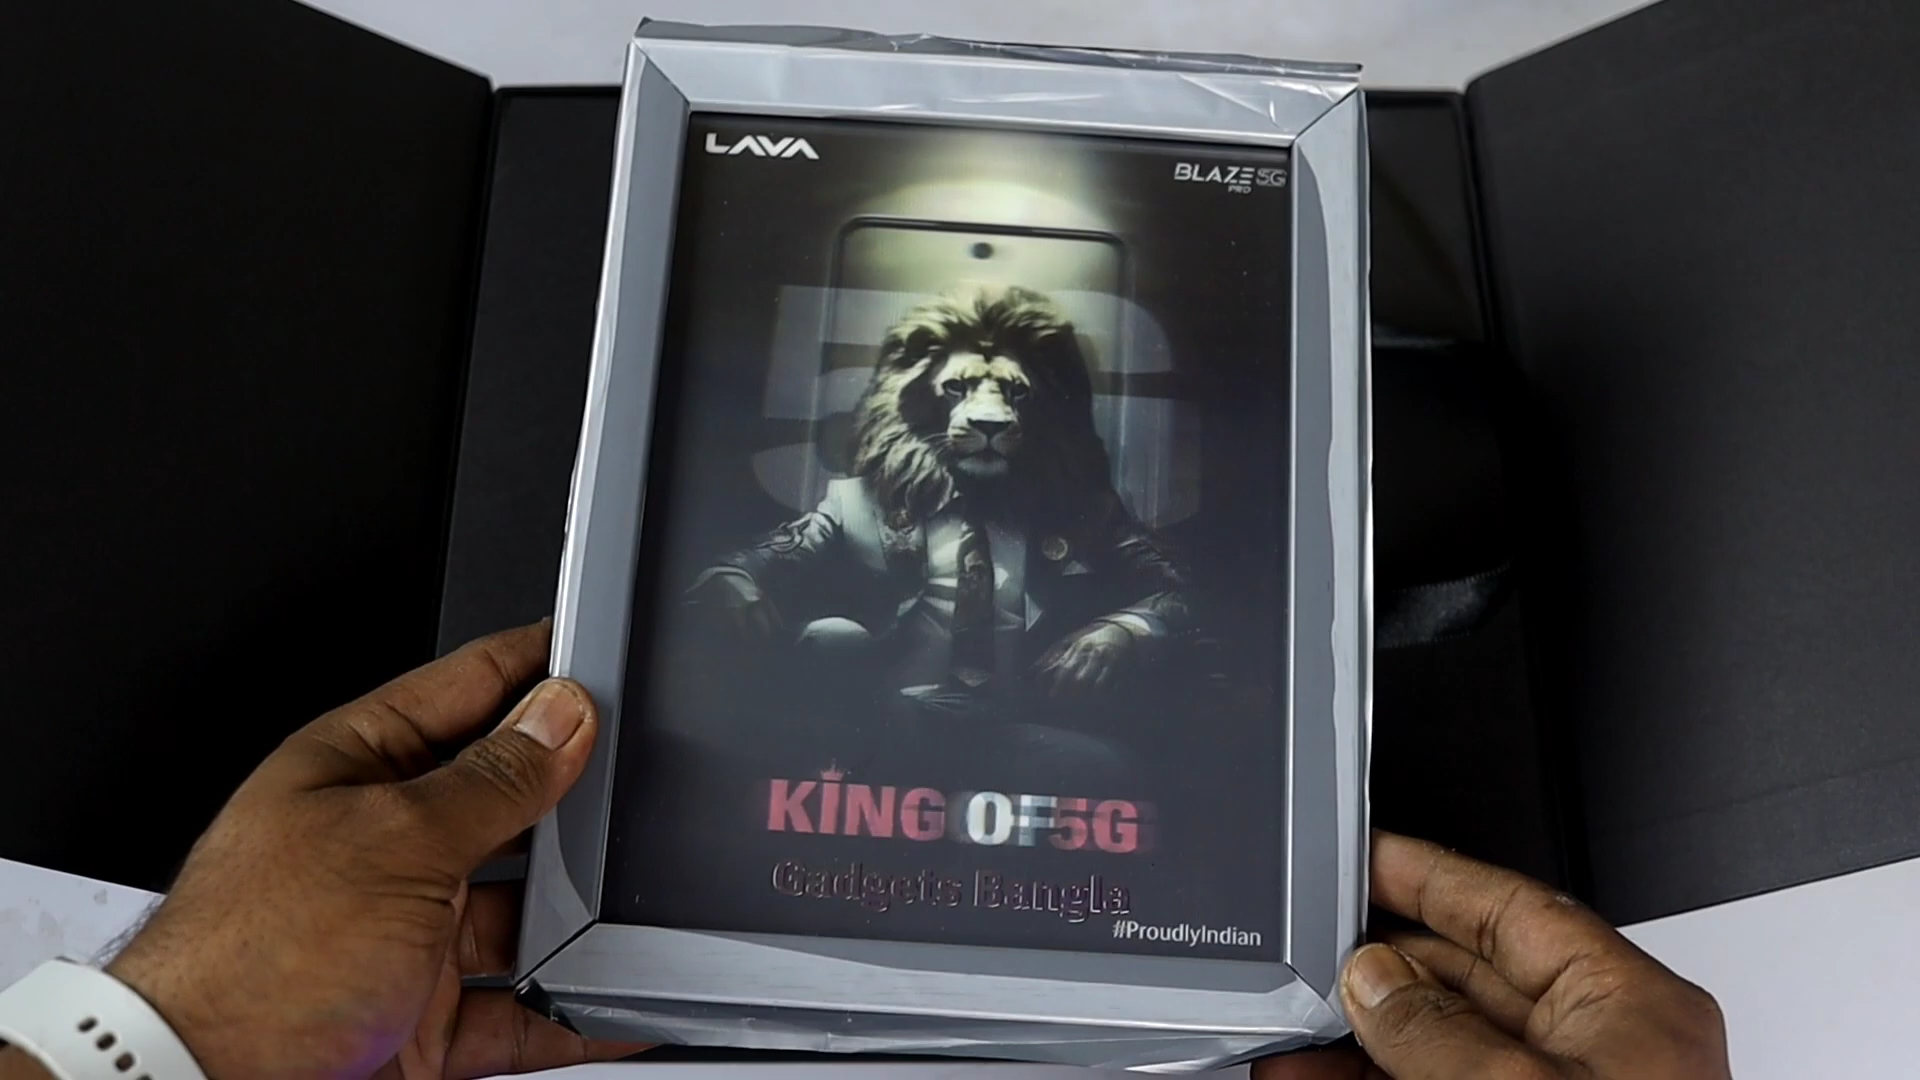 LAVA
BLAZE 5G
PRO
KING OF 5G
Gadgets Bangla
#ProudlyIndian